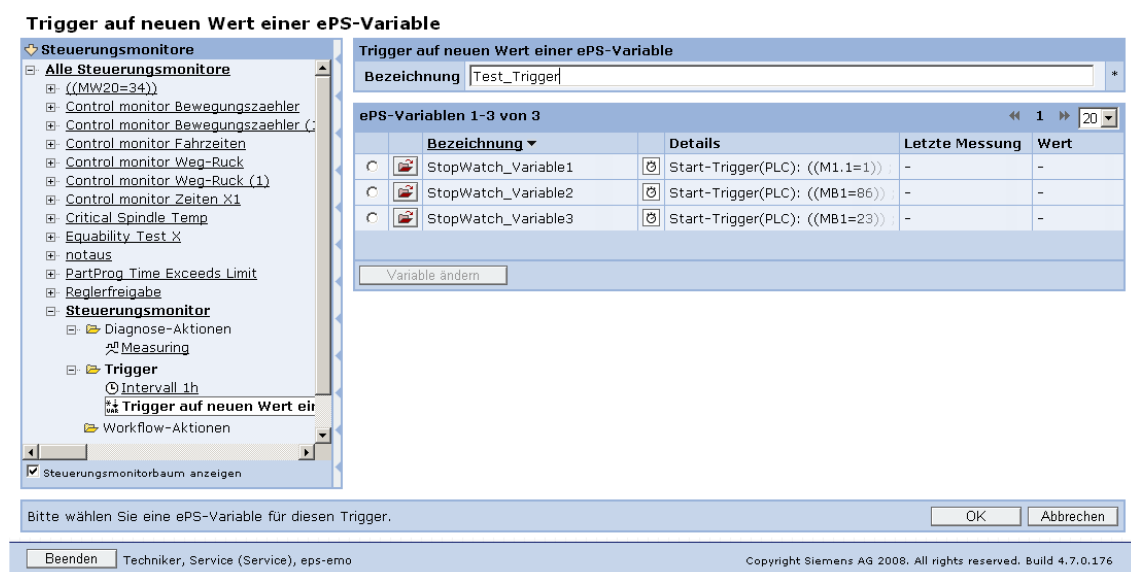 Trigger auf neuen Wert einer ePS-Variable
Steuerungsmonitore
Alle Steuerungsmonitore
((MW20=34))
Control monitor Bewegungszaehler
Control monitor Bewegungszaehler (
Control monitor Fahrzeiten
Control monitor Weg-Ruck
Control monitor Weg-Ruck (1)
Control monitor Zeiten X1
Critical Spindle Temp
Equability Test X
notaus
PartProg Time Exceeds Limit
Reglerfreigabe
Steuerungsmonitor
Diagnose-Aktionen
Measuring
Trigger
Intervall 1h
Trigger auf neuen Wert ein
Workflow-Aktionen
Steuerungsmonitorbaum anzeigen
Trigger auf neuen Wert einer ePS-Variable
Bezeichnung Test_Trigger *
ePS-Variablen 1-3 von 3 1 20
Bezeichnung Details Letzte Messung Wert
StopWatch_Variable1 Start-Trigger(PLC): ((M1.1=1)) ; - -
StopWatch_Variable2 Start-Trigger(PLC): ((MB1=86)) ; - -
StopWatch_Variable3 Start-Trigger(PLC): ((MB1=23)) ; - -
Variable ändern
Bitte wählen Sie eine ePS-Variable für diesen Trigger. OK Abbrechen
Beenden Techniker, Service (Service), eps-emo Copyright Siemens AG 2008. All rights reserved. Build 4.7.0.176